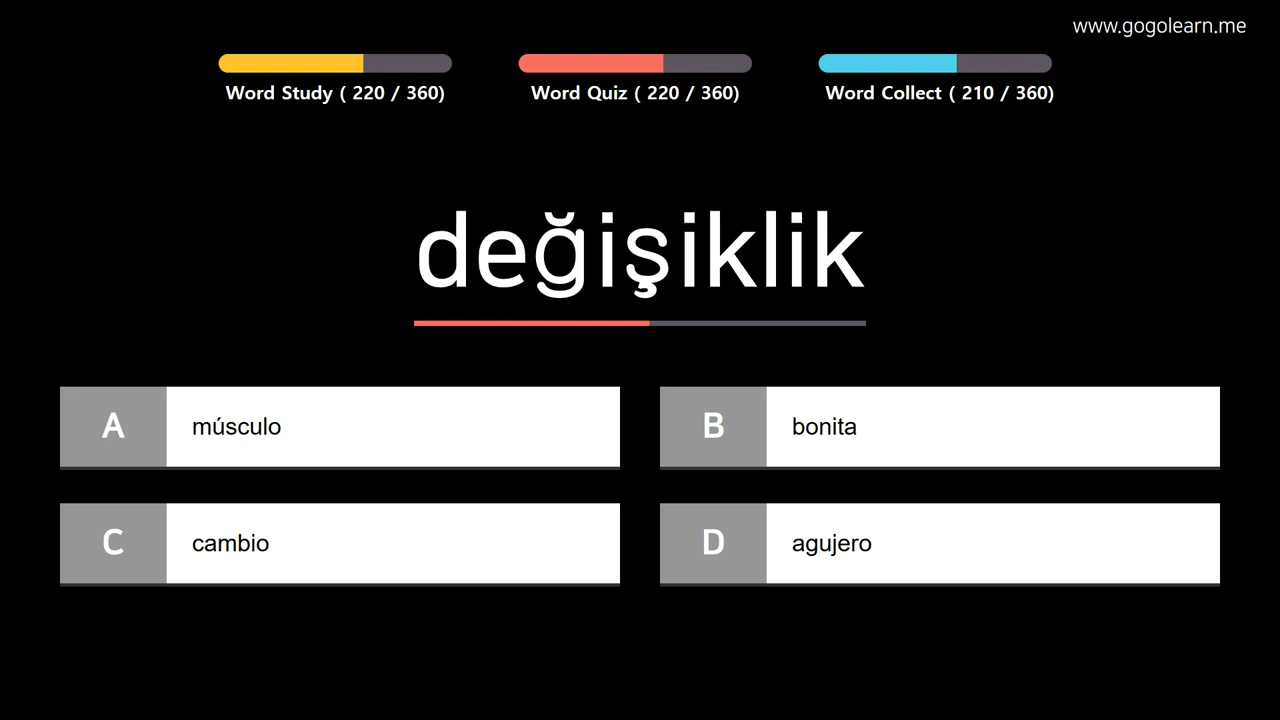 www.gogolearn.me
Word Study ( 220 / 360)
Word Quiz ( 220 / 360)
Word Collect ( 210 / 360)
değişiklik
A músculo
B bonita
C cambio
D agujero